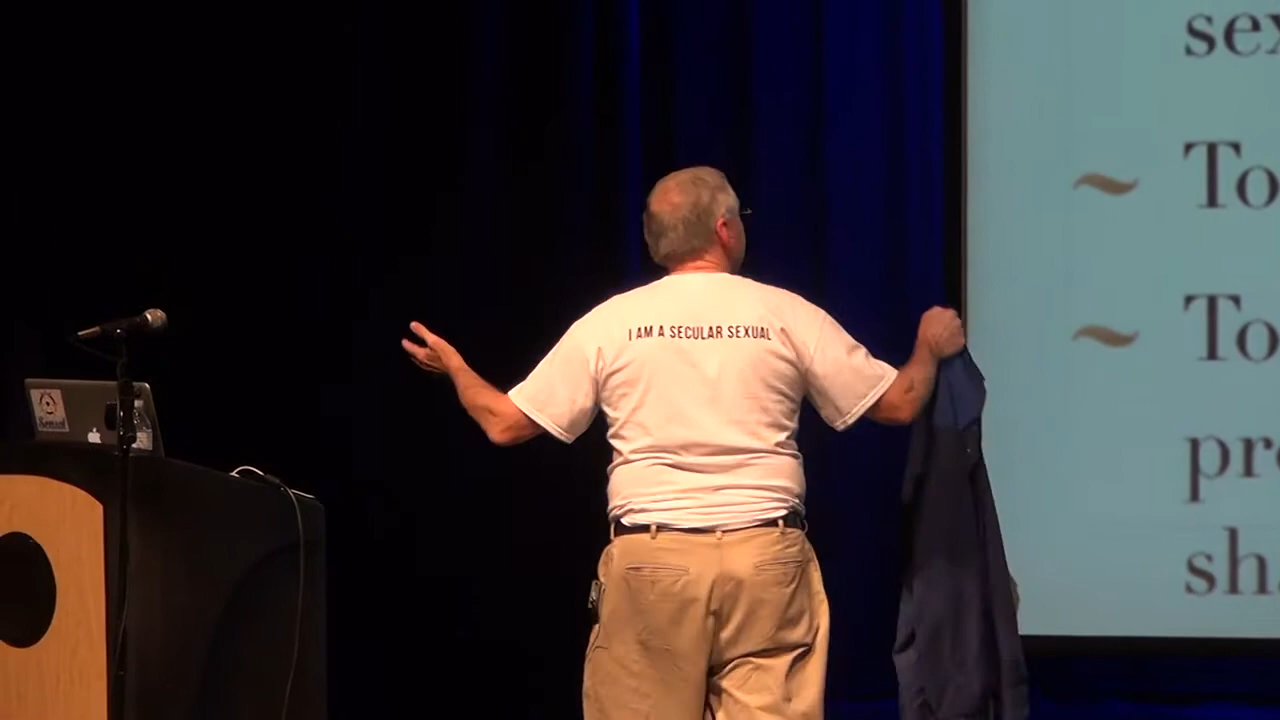 I AM A SECULAR SEXUAL
sex
~ To
~ To
pr
sh